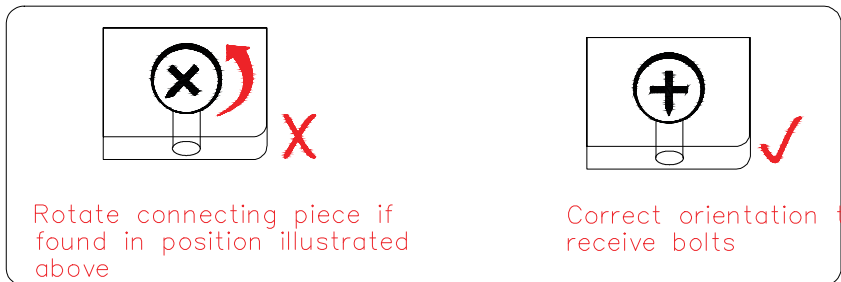 Rotate connecting piece if
found in position illustrated
above
Correct orientation t
receive bolts